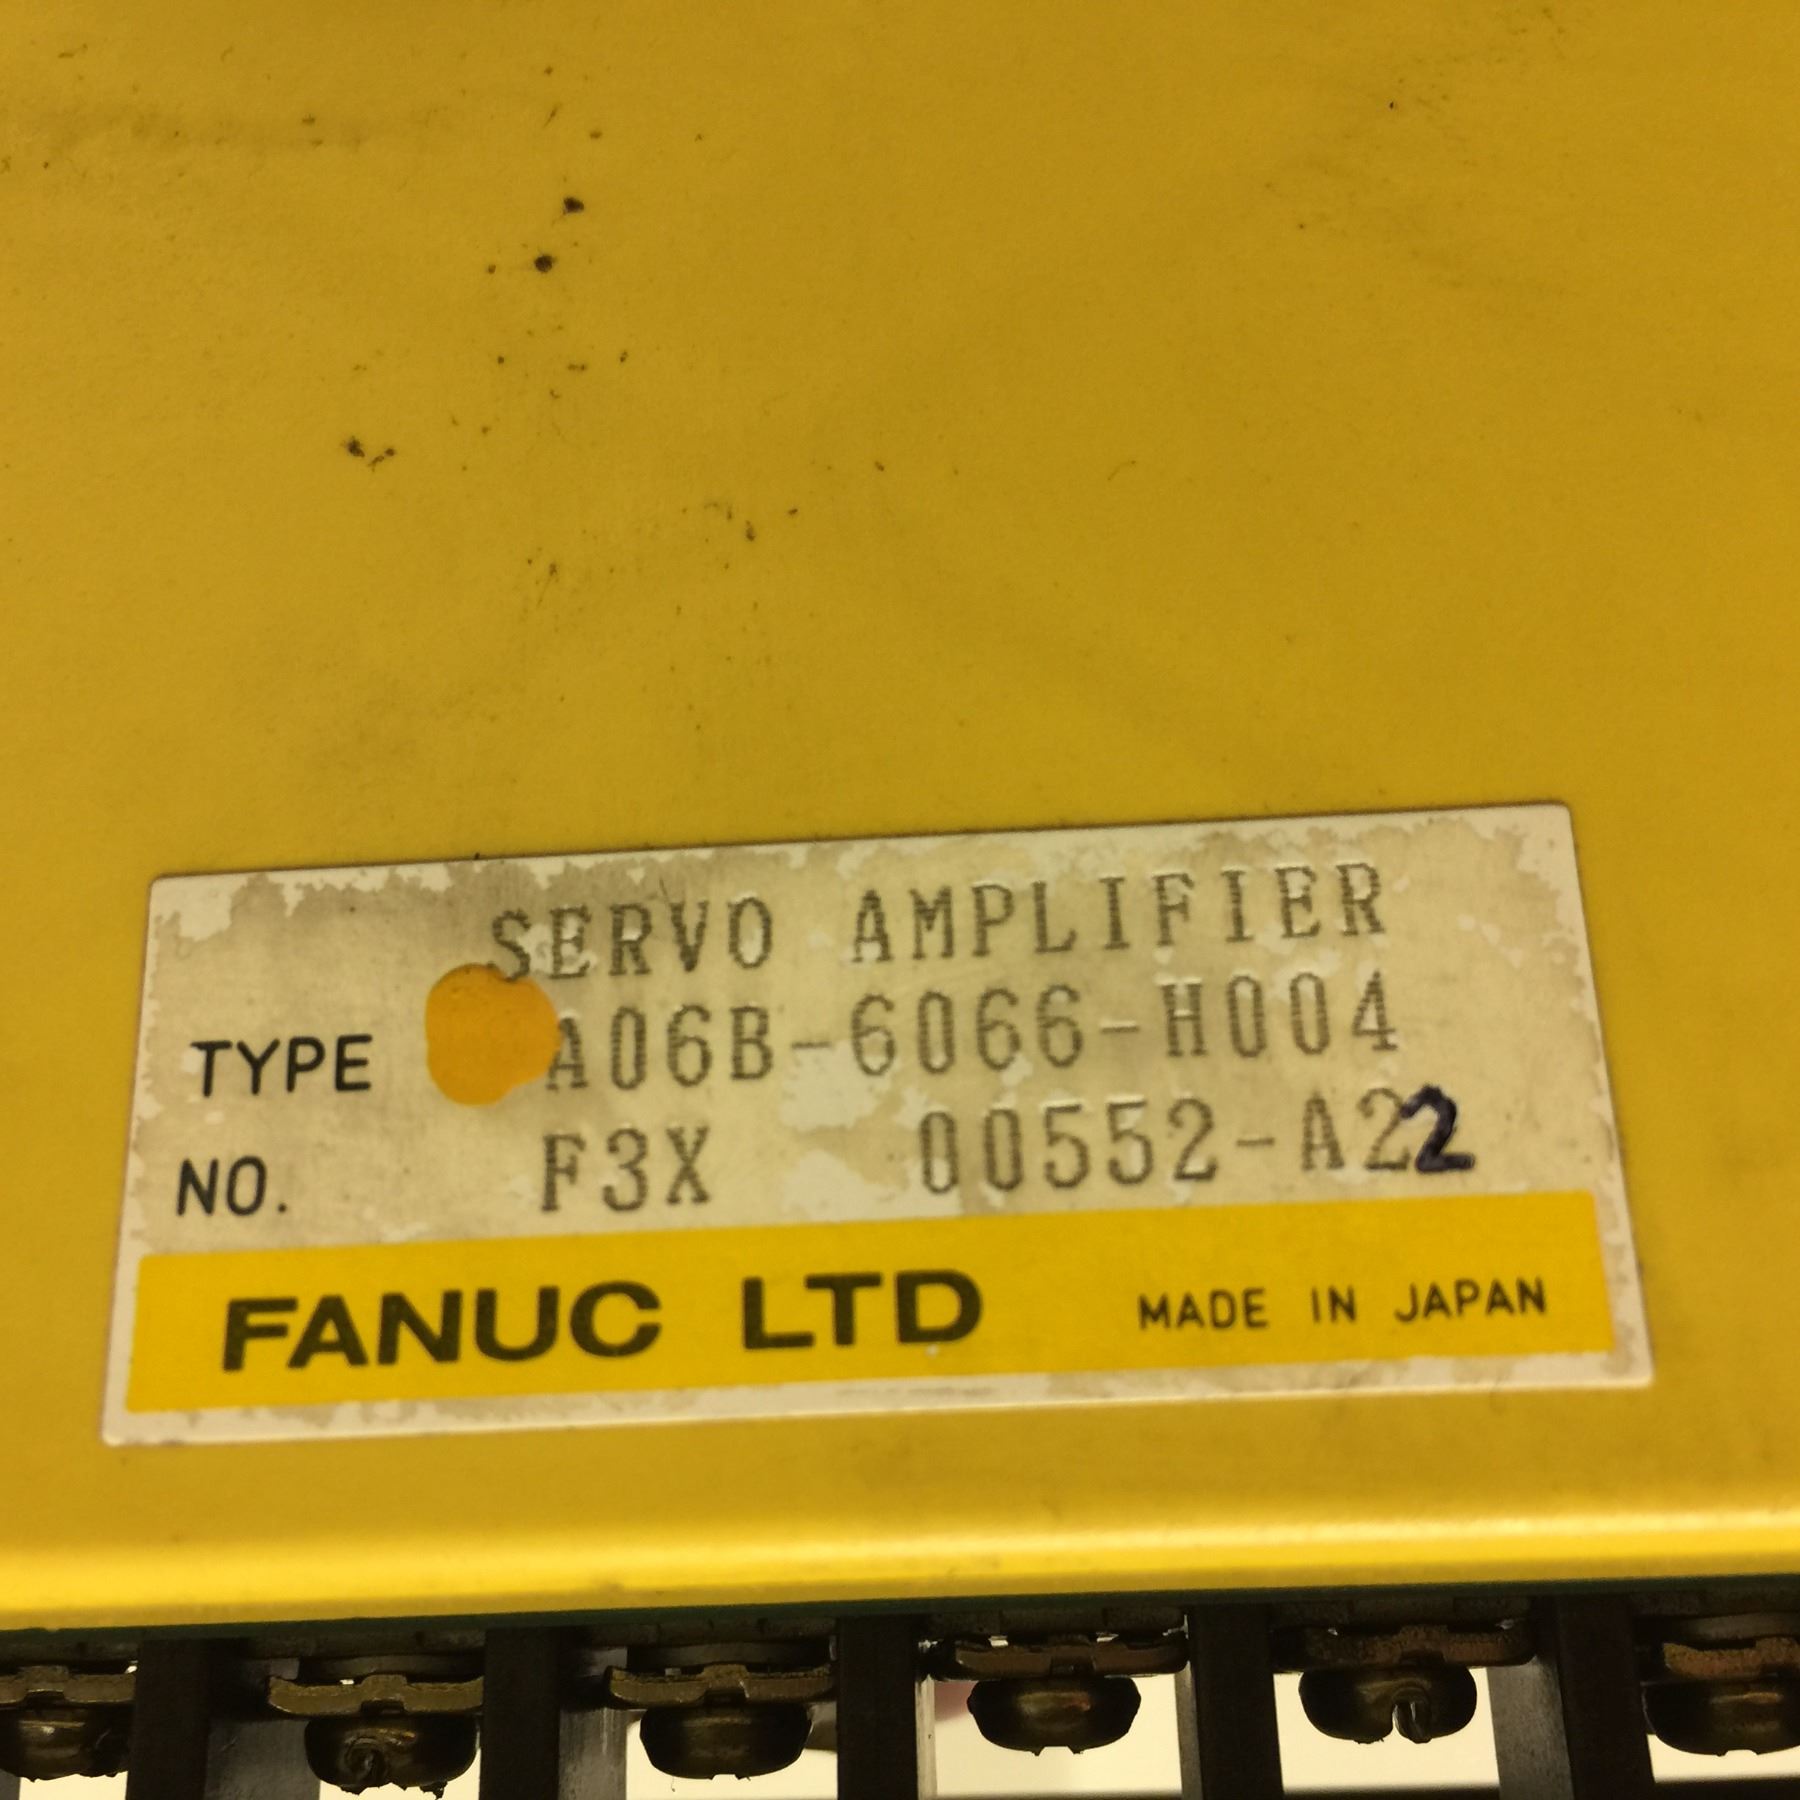 SERVO AMPLIFIER
TYPE A06B-6066-H004
NO. F3X 00552-A22
FANUC LTD MADE IN JAPAN